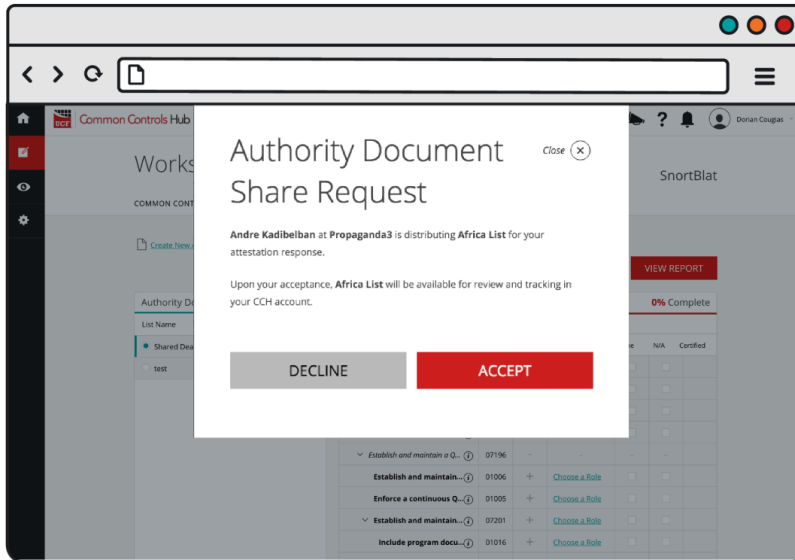 UCF Common Controls Hub
? Dorian Cougias
Works
SnortBlat
COMMON CONT
Create New A
VIEW REPORT
Authority Do
0% Complete
List Name
N/A Certified
Shared Dea
test
Authority Document
Share Request
Close
Andre Kadibelban at Propaganda3 is distributing Africa List for your
attestation response.
Upon your acceptance, Africa List will be available for review and tracking in
your CCH account.
DECLINE ACCEPT
Establish and maintain a Q... i 07196 - - - -
Establish and maintain... i 01006 + Choose a Role
Enforce a continuous Q... i 01005 + Choose a Role
Establish and maintain... i 07201 + Choose a Role
Include program docu... i 01016 + Choose a Role